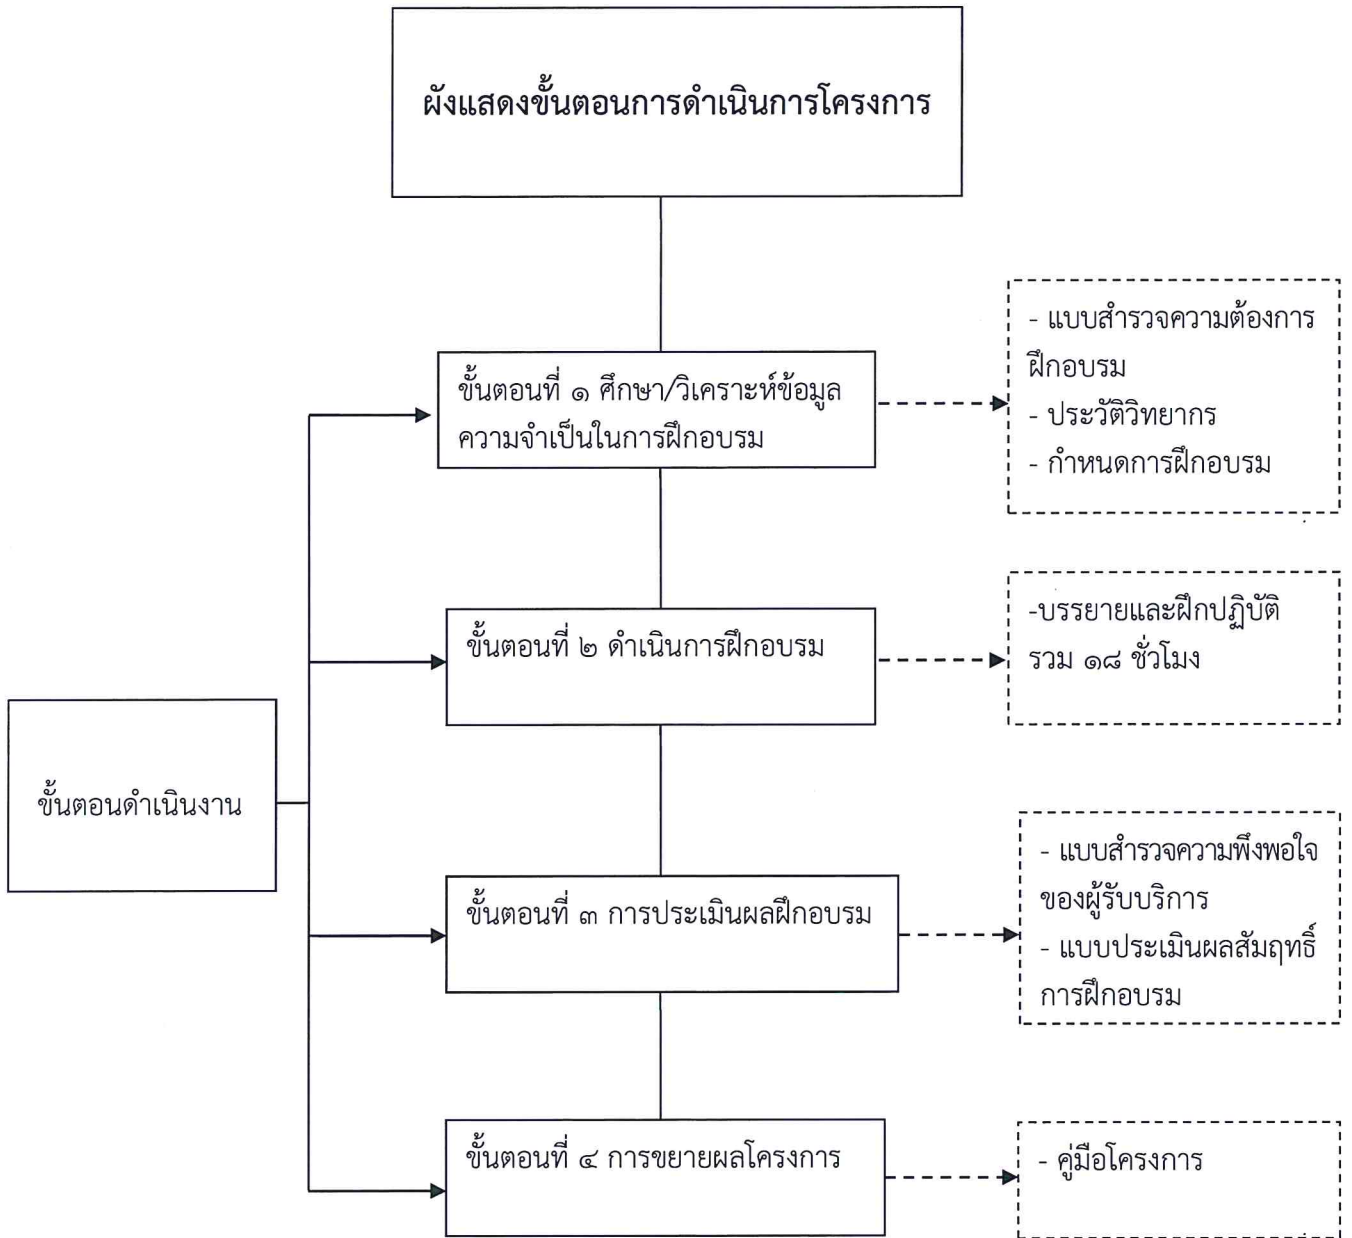 ผังแสดงขั้นตอนการดำเนินการโครงการ
ขั้นตอนที่ ๑ ศึกษา/วิเคราะห์ข้อมูล
ความจำเป็นในการฝึกอบรม
- แบบสำรวจความต้องการ
ฝึกอบรม
- ประวัติวิทยากร
- กำหนดการฝึกอบรม
ขั้นตอนที่ ๒ ดำเนินการฝึกอบรม
-บรรยายและฝึกปฏิบัติ
รวม ๑๘ ชั่วโมง
ขั้นตอนดำเนินงาน
ขั้นตอนที่ ๓ การประเมินผลฝึกอบรม
- แบบสำรวจความพึงพอใจ
ของผู้รับบริการ
- แบบประเมินผลสัมฤทธิ์
การฝึกอบรม
ขั้นตอนที่ ๔ การขยายผลโครงการ
- คู่มือโครงการ